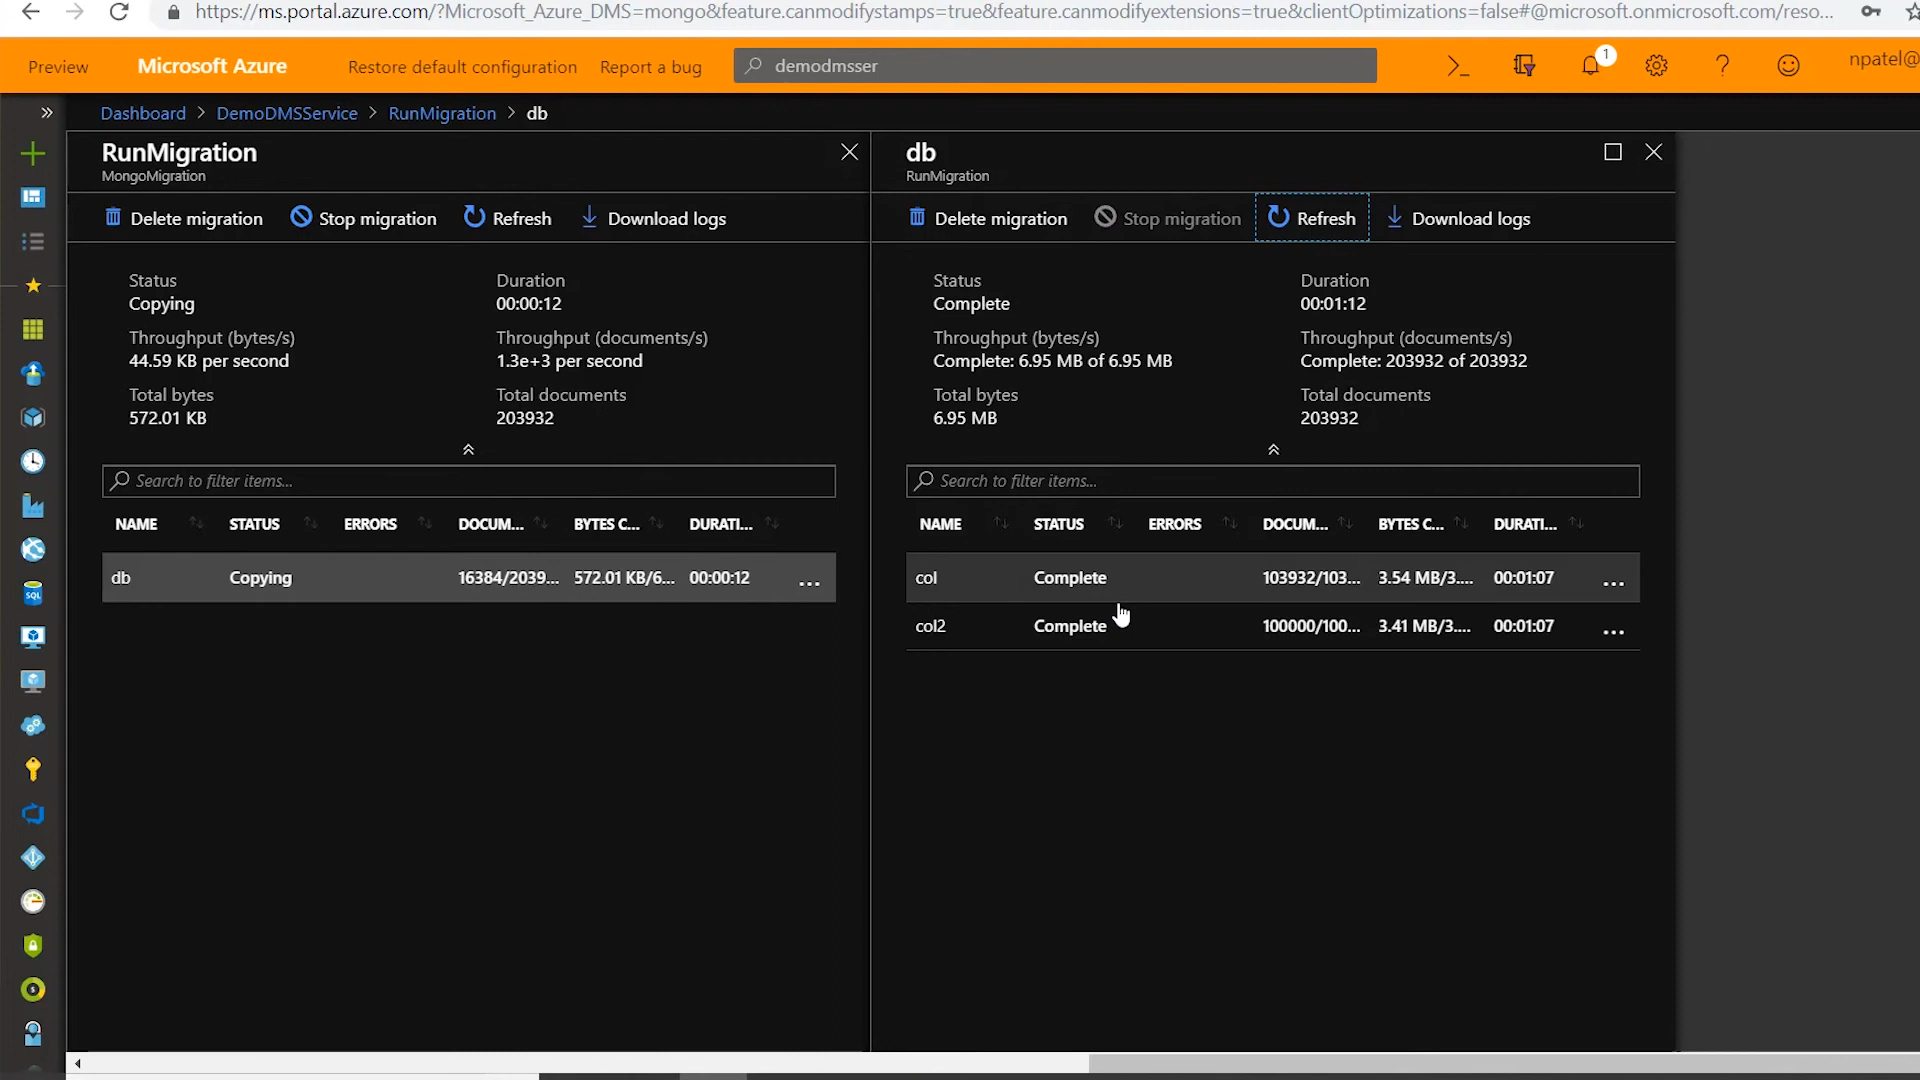 https://ms.portal.azure.com/?Microsoft_Azure_DMS=mongo&feature.canmodifystamps=true&feature.canmodifyextensions=true&clientOptimizations=false#@microsoft.onmicrosoft.com/reso...
Preview
Microsoft Azure
Restore default configuration
Report a bug
demodmsser
1
npatel@
Dashboard > DemoDMSService > RunMigration > db
RunMigration
MongoMigration
Delete migration
Stop migration
Refresh
Download logs
Status
Copying
Duration
00:00:12
Throughput (bytes/s)
44.59 KB per second
Throughput (documents/s)
1.3e+3 per second
Total bytes
572.01 KB
Total documents
203932
Search to filter items...
NAME STATUS ERRORS DOCUM... BYTES C... DURATI...
db Copying 16384/2039... 572.01 KB/6... 00:00:12 ...
db
RunMigration
Delete migration
Stop migration
Refresh
Download logs
Status
Complete
Duration
00:01:12
Throughput (bytes/s)
Complete: 6.95 MB of 6.95 MB
Throughput (documents/s)
Complete: 203932 of 203932
Total bytes
6.95 MB
Total documents
203932
Search to filter items...
NAME STATUS ERRORS DOCUM... BYTES C... DURATI...
col Complete 103932/103... 3.54 MB/3.... 00:01:07 ...
col2 Complete 100000/100... 3.41 MB/3.... 00:01:07 ...
SQL